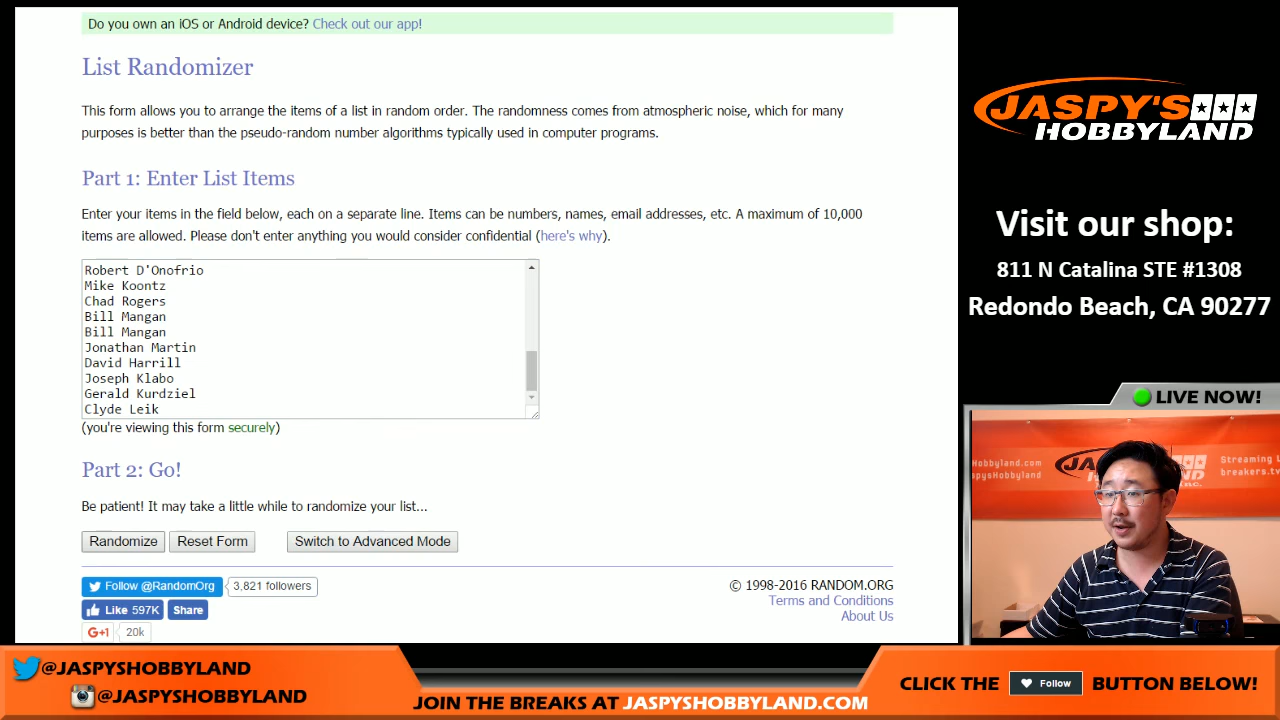 Do you own an iOS or Android device? Check out our app!
List Randomizer
This form allows you to arrange the items of a list in random order. The randomness comes from atmospheric noise, which for many
purposes is better than the pseudo-random number algorithms typically used in computer programs.
Part 1: Enter List Items
Enter your items in the field below, each on a separate line. Items can be numbers, names, email addresses, etc. A maximum of 10,000
items are allowed. Please don't enter anything you would consider confidential (here's why).
Robert D'Onofrio
Mike Koontz
Chad Rogers
Bill Mangan
Bill Mangan
Jonathan Martin
David Harrill
Joseph Klabo
Gerald Kurdziel
Clyde Leik
(you're viewing this form securely)
Part 2: Go!
Be patient! It may take a little while to randomize your list...
Randomize Reset Form Switch to Advanced Mode
Follow @RandomOrg 3,821 followers
Like 597K Share
G+1 20k
© 1998-2016 RANDOM.ORG
Terms and Conditions
About Us
JASPY'S
HOBBYLAND
Visit our shop:
811 N Catalina STE #1308
Redondo Beach, CA 90277
LIVE NOW!
Hobbyland.com
Streaming
breakers.tv
@JASPYSHOBBYLAND
@JASPYSHOBBYLAND
JOIN THE BREAKS AT JASPYSHOBBYLAND.COM
CLICK THE Follow BUTTON BELOW!